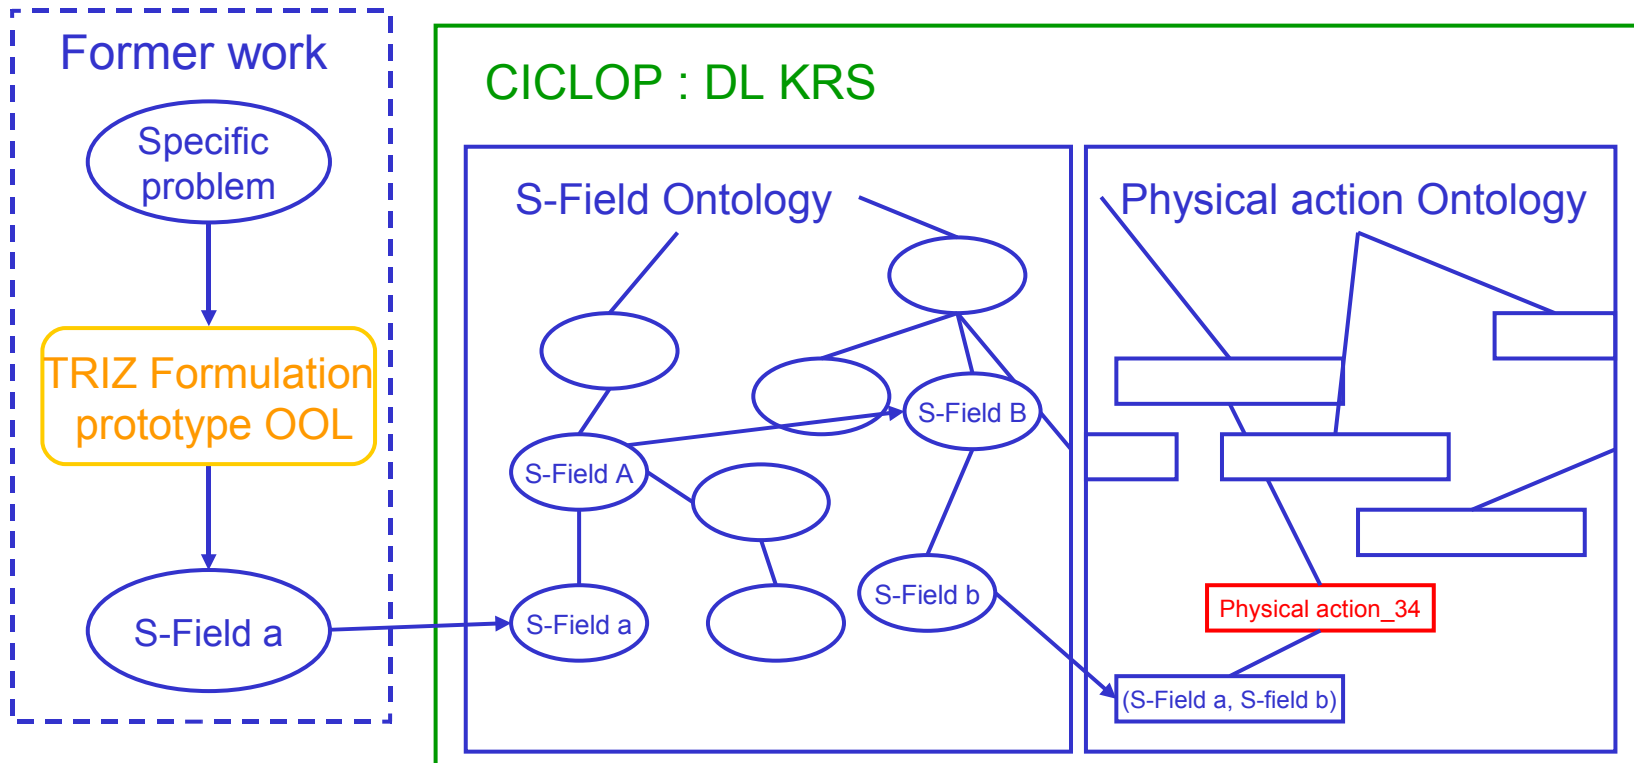 Former work
Specific
problem
TRIZ Formulation
prototype OOL
S-Field a
CICLOP : DL KRS
S-Field Ontology
S-Field B
S-Field A
S-Field b
S-Field a
Physical action Ontology
Physical action_34
(S-Field a, S-field b)